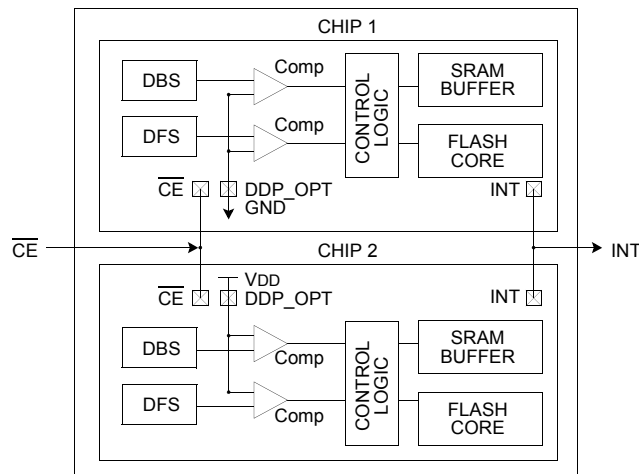 CHIP 1
DBS
Comp
CONTROL LOGIC
SRAM
BUFFER
DFS
Comp
FLASH
CORE
CE
DDP_OPT
GND
INT
CE
INT
CHIP 2
VDD
CE
DDP_OPT
INT
DBS
Comp
CONTROL LOGIC
SRAM
BUFFER
DFS
Comp
FLASH
CORE